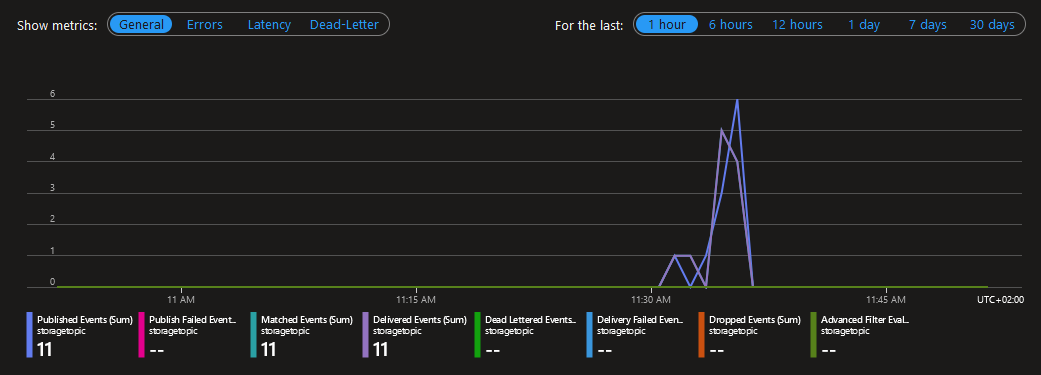 Show metrics: General Errors Latency Dead-Letter For the last: 1 hour 6 hours 12 hours 1 day 7 days 30 days
6
5
4
3
2
1
0
11 AM 11:15 AM 11:30 AM 11:45 AM UTC+02:00
Published Events (Sum) Publish Failed Event... Matched Events (Sum) Delivered Events (Sum) Dead Lettered Events... Delivery Failed Even... Dropped Events (Sum) Advanced Filter Eval...
storagetopic storagetopic storagetopic storagetopic storagetopic storagetopic storagetopic storagetopic
11 -- 11 11 -- -- -- --